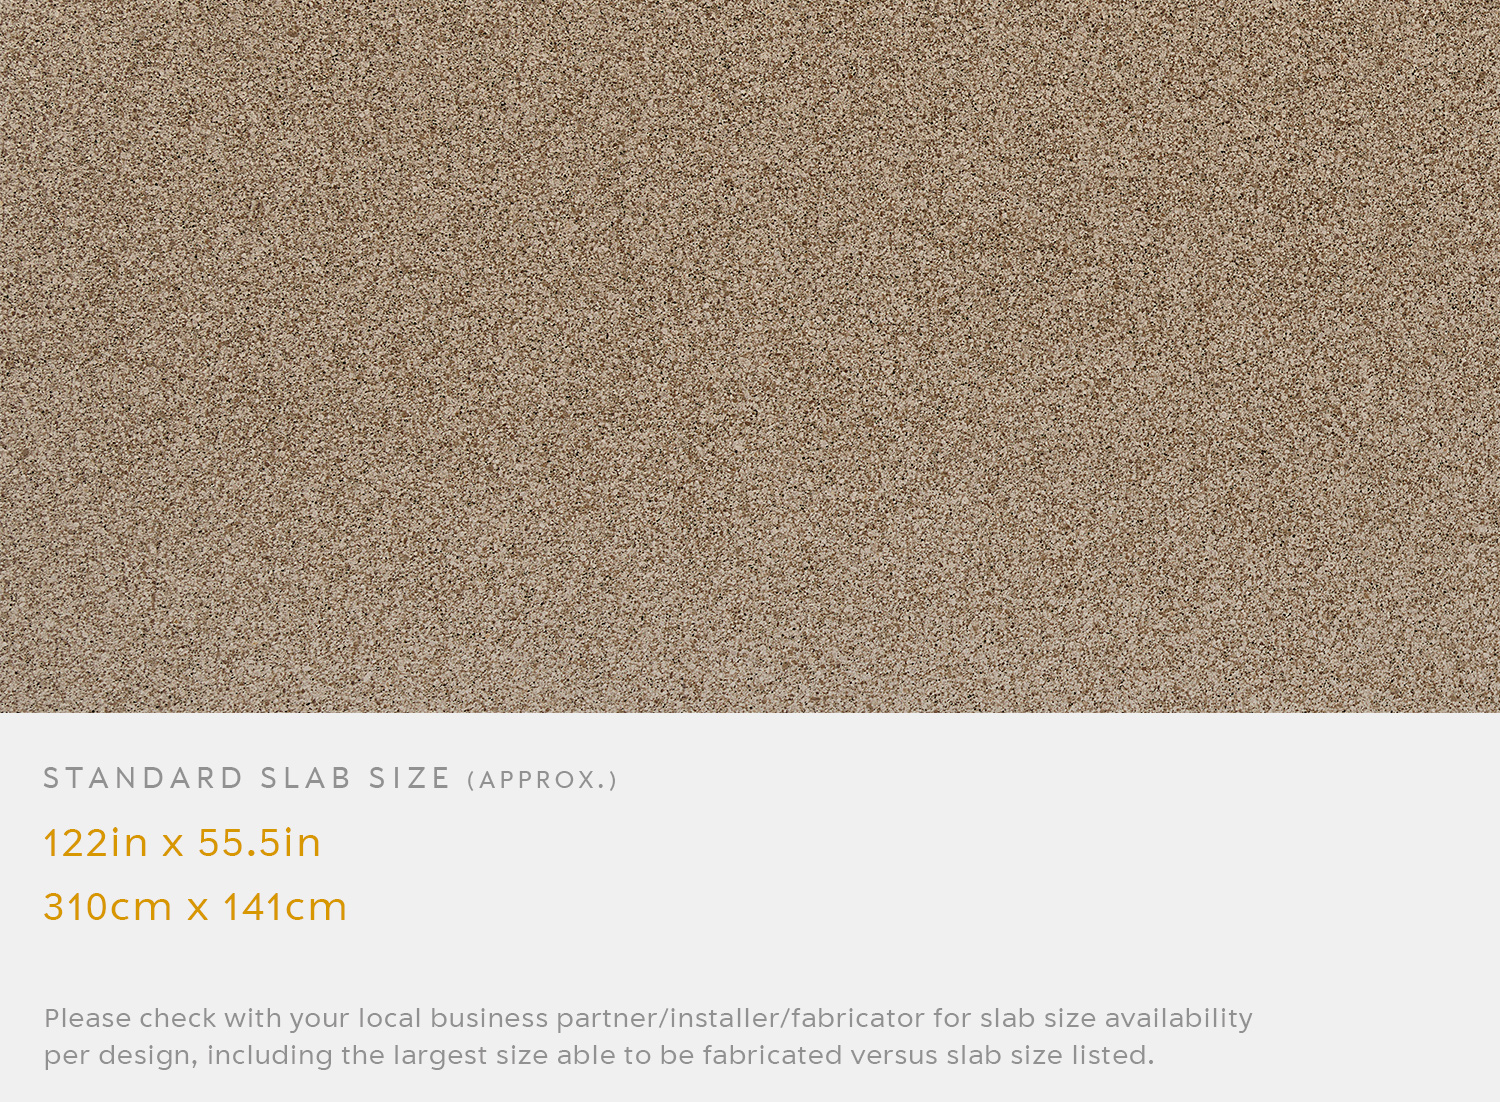 STANDARD SLAB SIZE (APPROX.)
122in x 55.5in
310cm x 141cm
Please check with your local business partner/installer/fabricator for slab size availability
per design, including the largest size able to be fabricated versus slab size listed.